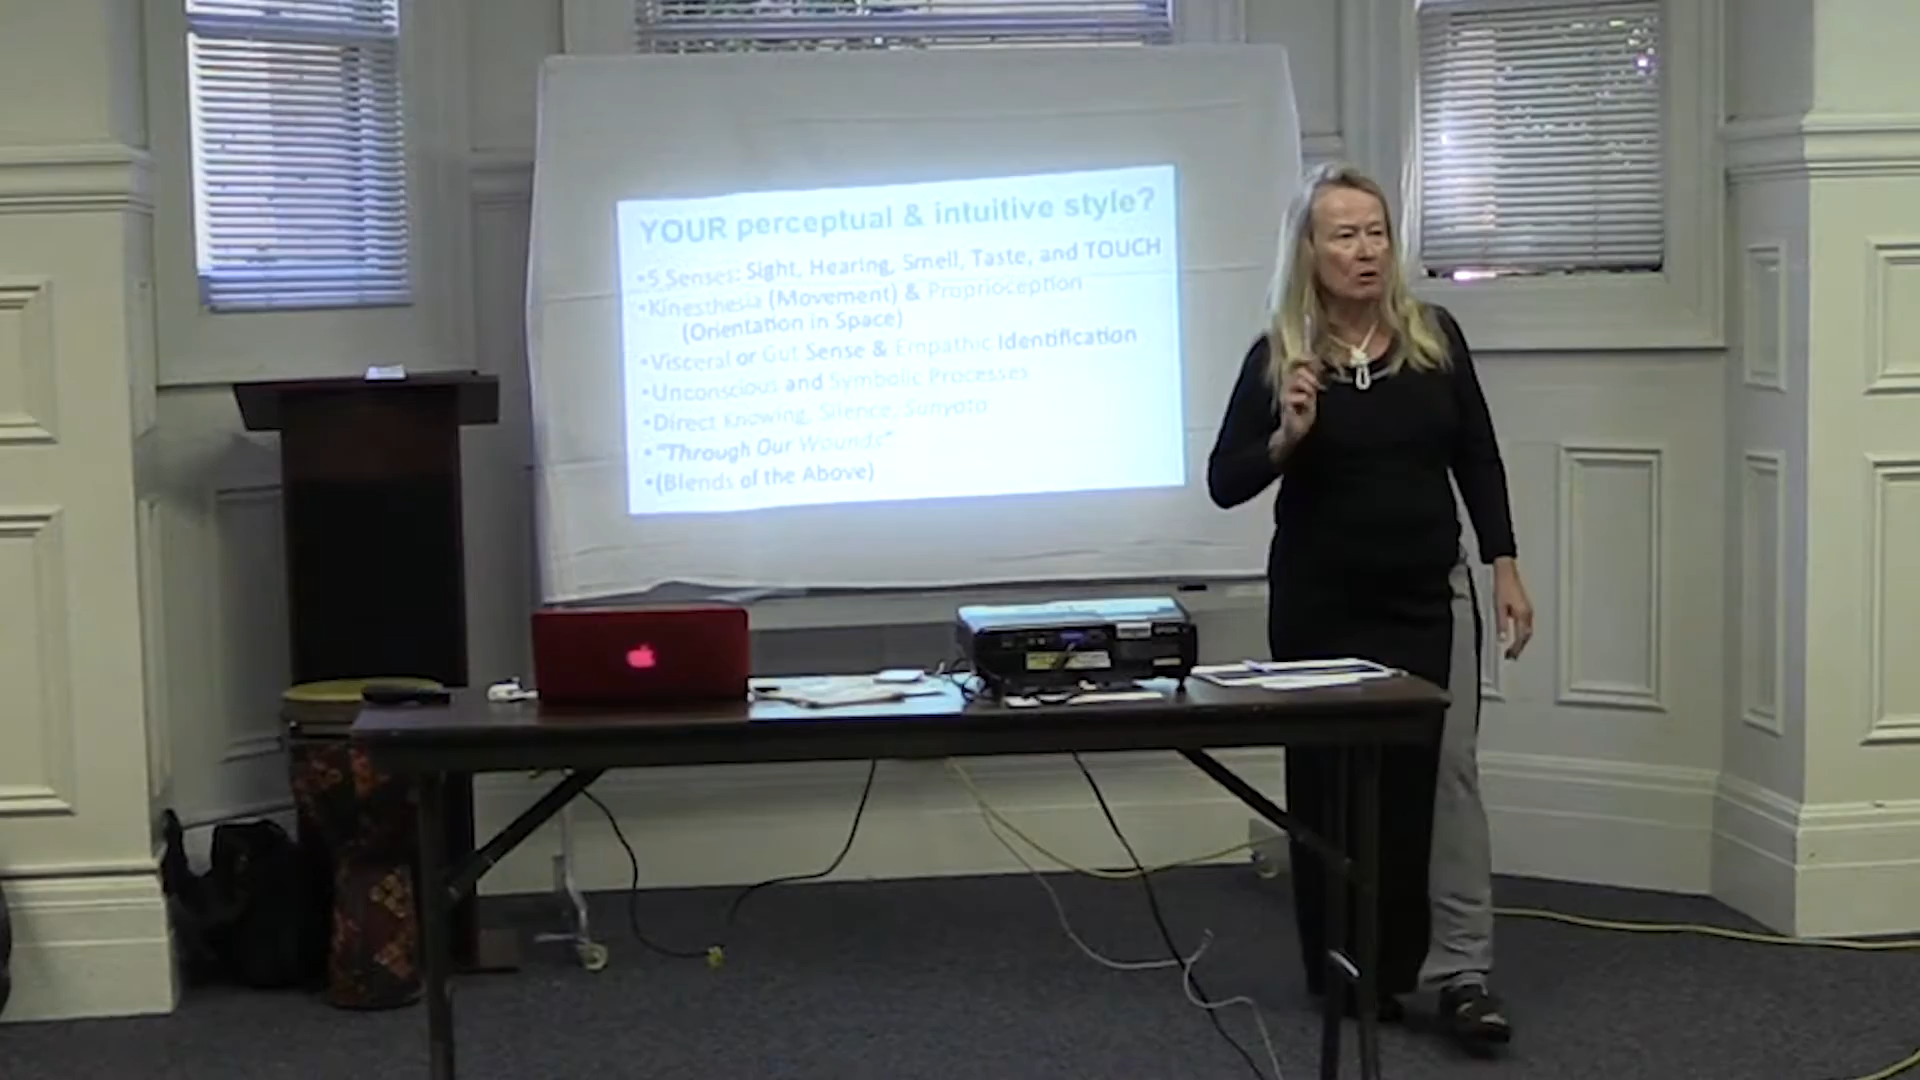 YOUR perceptual & intuitive style?
•5 Senses: Sight, Hearing, Smell, Taste, and TOUCH
•Kinesthesia (Movement) & Proprioception
(Orientation in Space)
•Visceral or Gut Sense & Empathic Identification
•Unconscious and Symbolic Processes
•Direct Knowing, Silence, Sunyata
•"Through Our Wounds"
•(Blends of the Above)